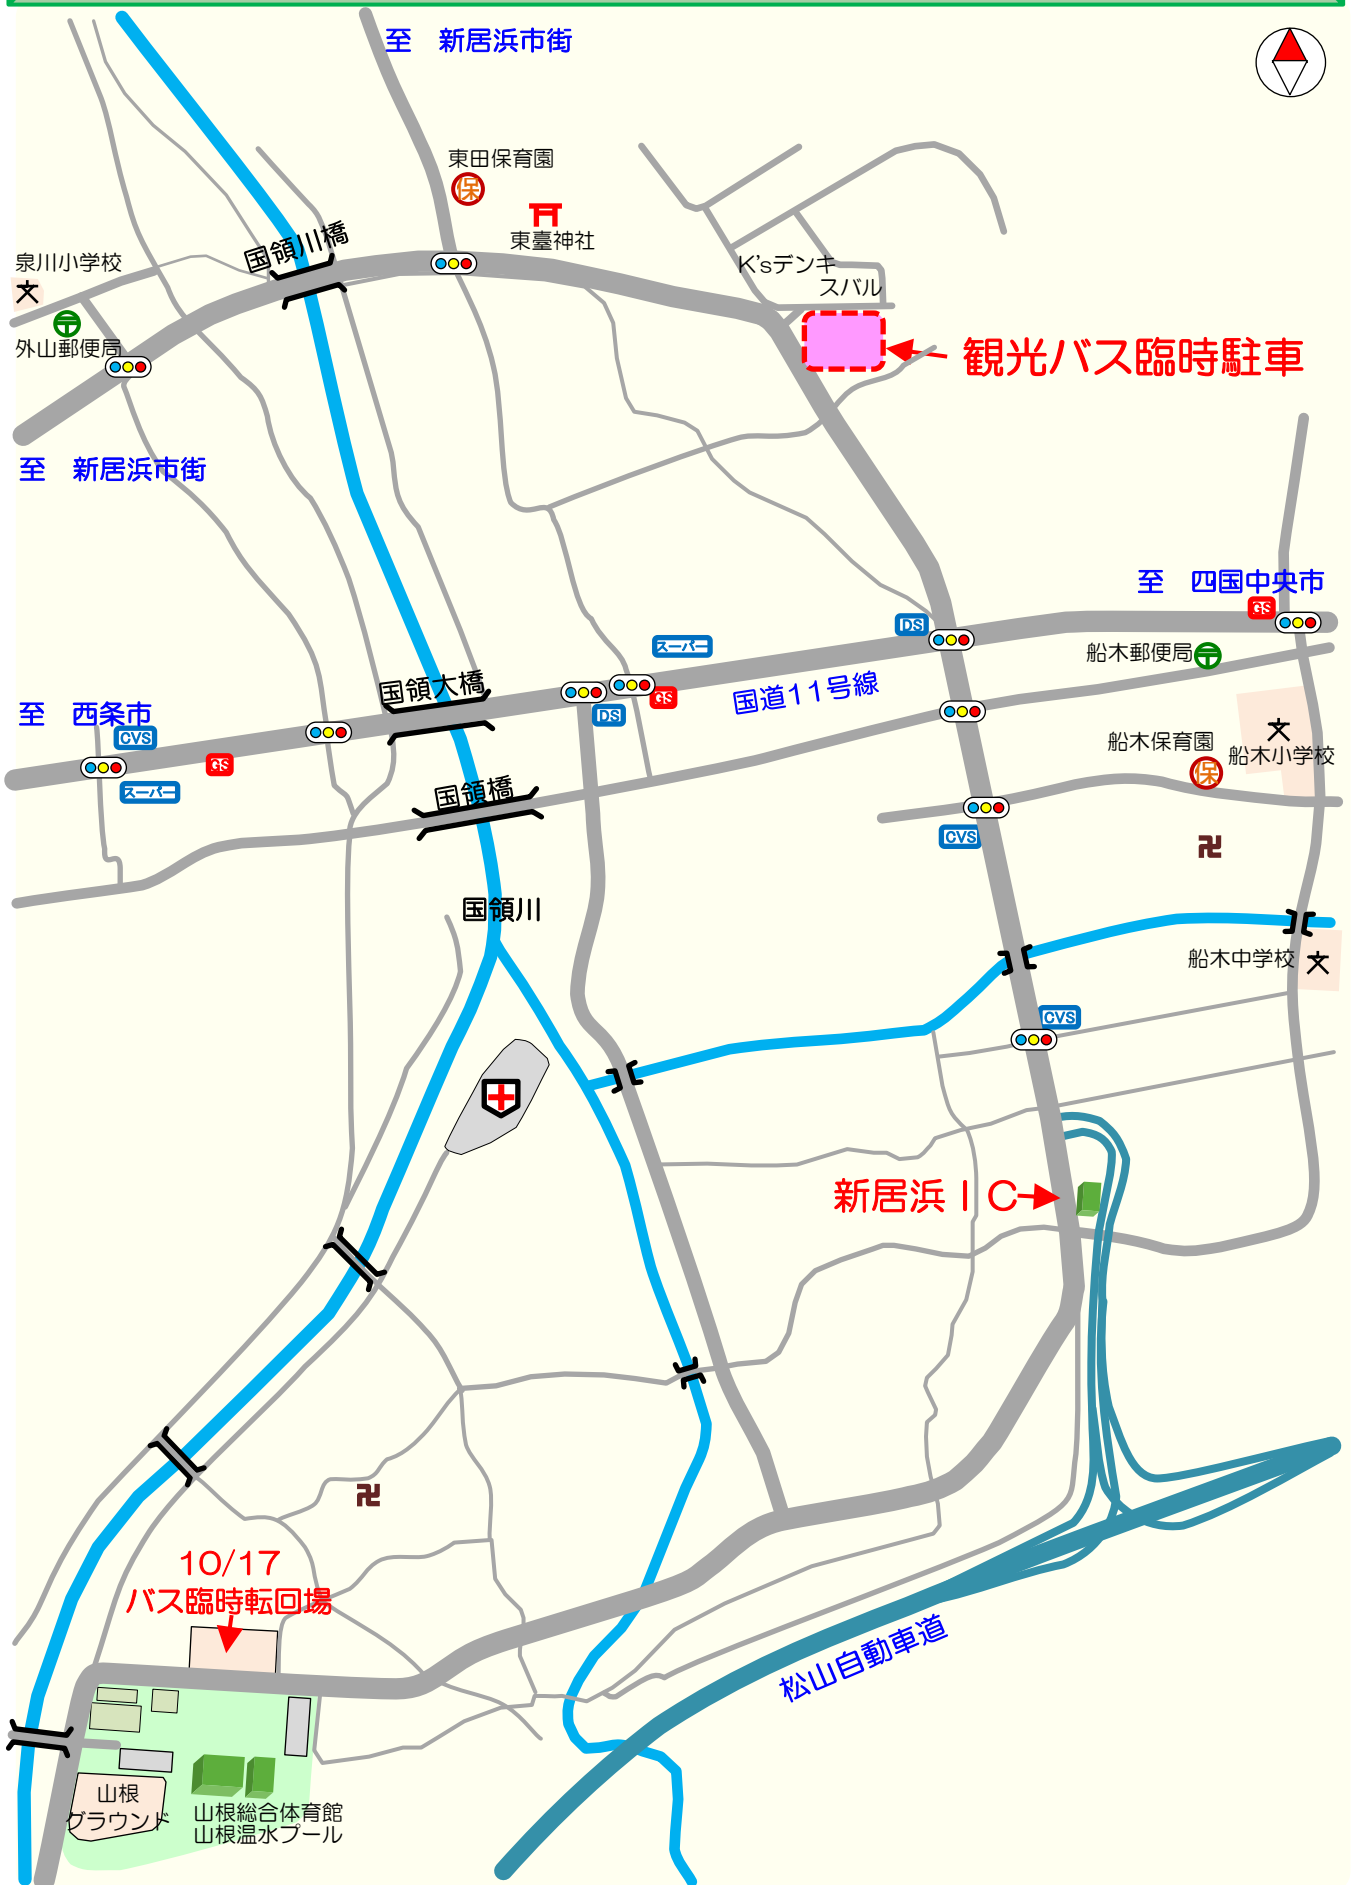 至　新居浜市街
東田保育園
保
東臺神社
国領川橋
泉川小学校
文
外山郵便局
K'sデンキ
スバル
観光バス臨時駐車
至　新居浜市街
至　四国中央市
GS
DS
スーパー
船木郵便局
国領大橋
GS
国道11号線
DS
至　西条市
CVS
GS
スーパー
船木保育園
保
文
船木小学校
国領橋
CVS
国領川
船木中学校
文
CVS
新居浜IC
10/17
バス臨時転回場
松山自動車道
山根
グラウンド
山根総合体育館
山根温水プール